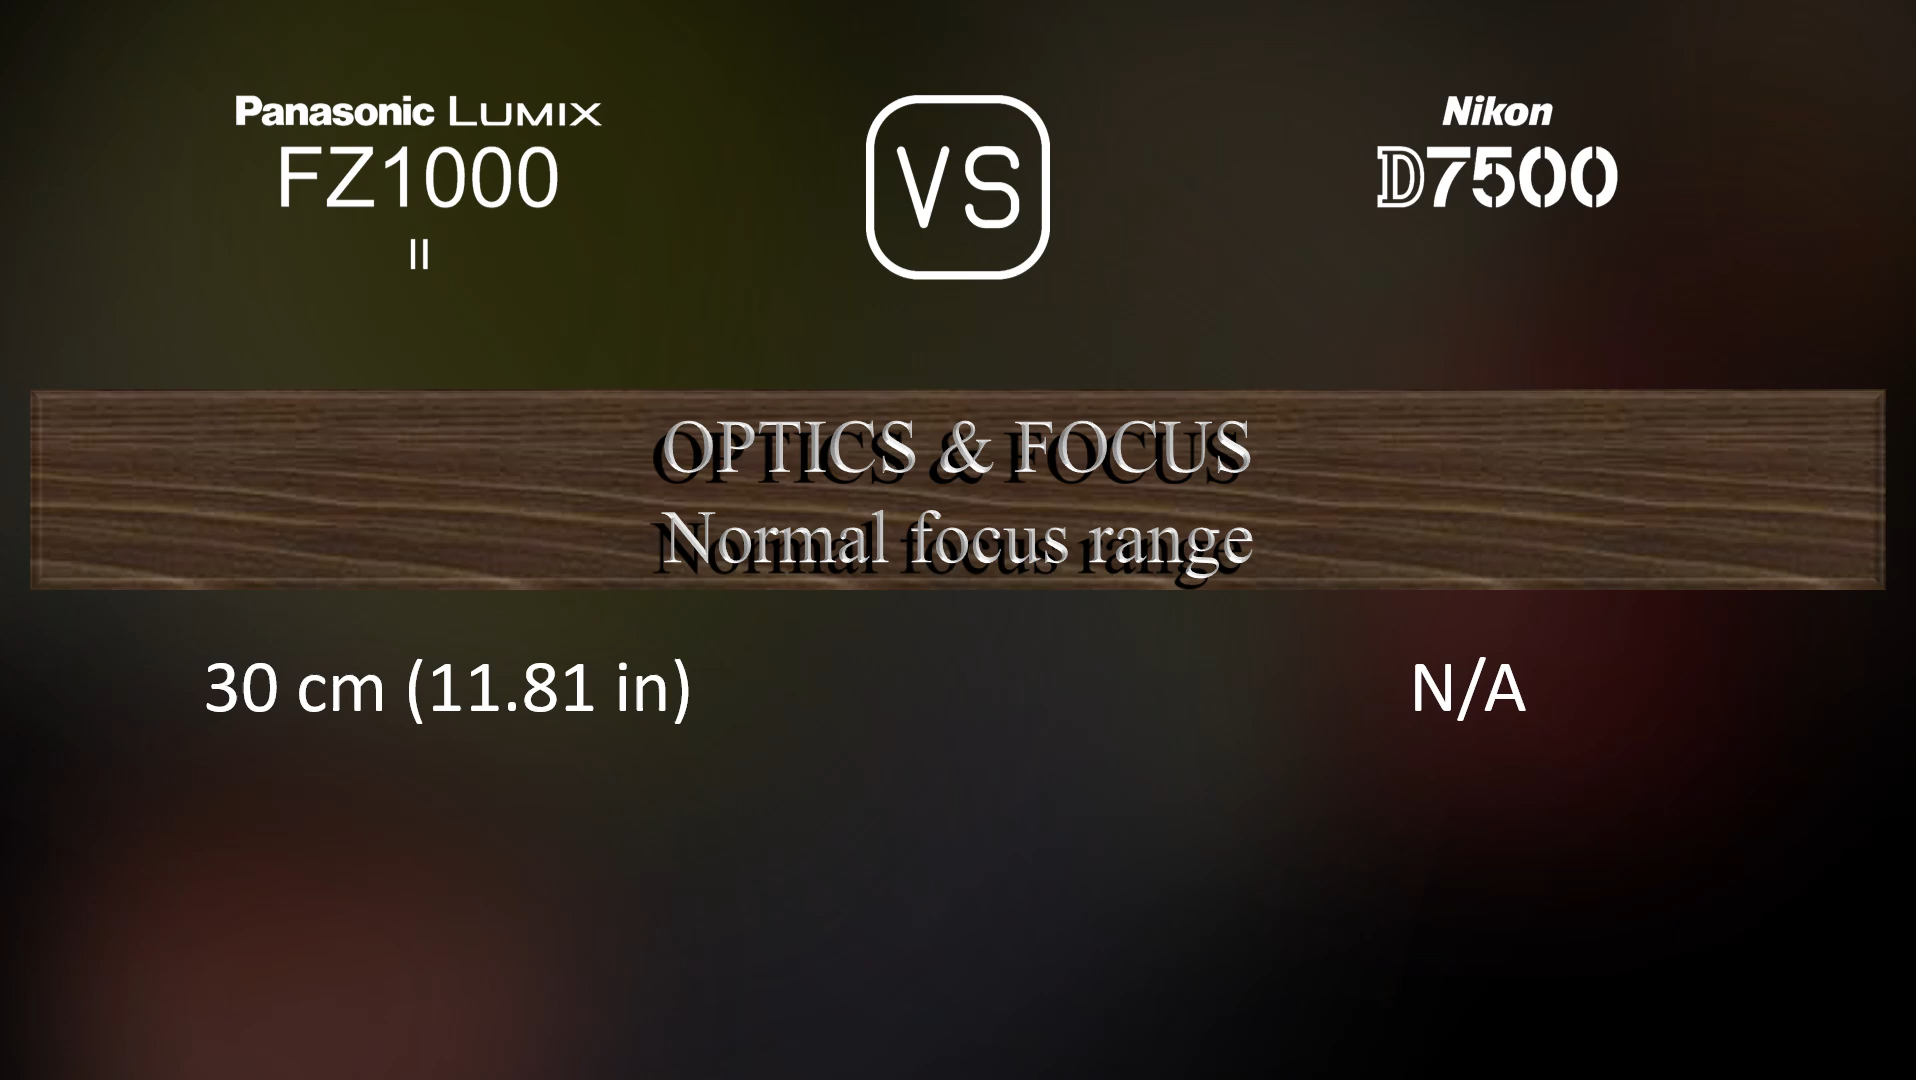 Panasonic LUMIX
FZ1000
II
VS
Nikon
D7500
OPTICS & FOCUS
Normal focus range
30 cm (11.81 in)
N/A